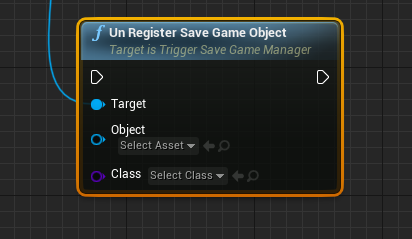 f Un Register Save Game Object
Target is Trigger Save Game Manager
Target
Object
Select Asset
Class Select Class